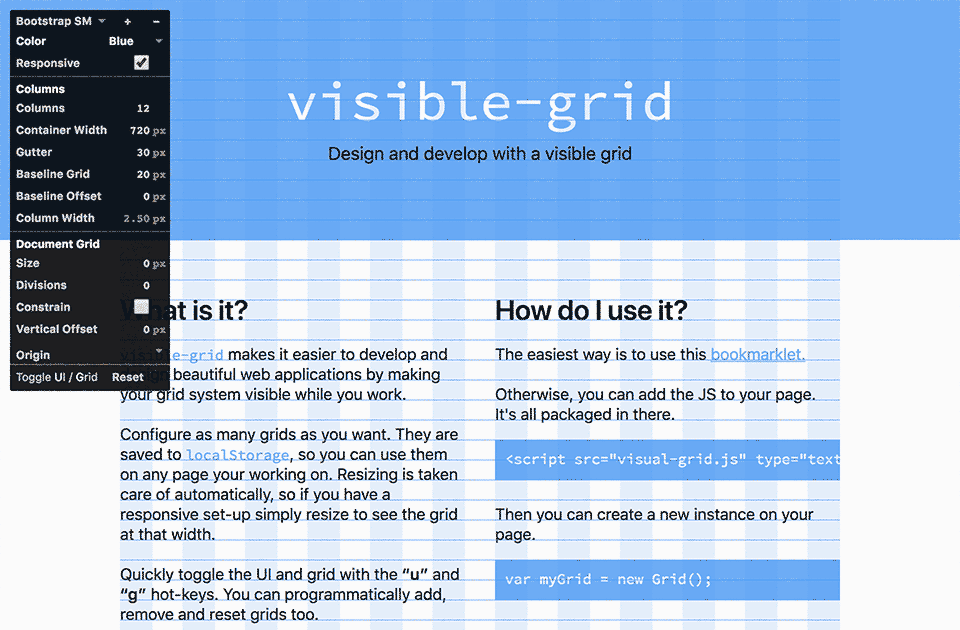 Bootstrap SM + −
Color Blue
Responsive
Columns
Columns 12
Container Width 720 px
Gutter 30 px
Baseline Grid 20 px
Baseline Offset 0 px
Column Width 2.50 px
Document Grid
Size 0 px
Divisions 0
Constrain
Vertical Offset 0 px
Origin
Toggle UI / Grid Reset
visible-grid
Design and develop with a visible grid
What is it?
visible-grid makes it easier to develop and
design beautiful web applications by making
your grid system visible while you work.
Configure as many grids as you want. They are
saved to localStorage, so you can use them
on any page your working on. Resizing is taken
care of automatically, so if you have a
responsive set-up simply resize to see the grid
at that width.
Quickly toggle the UI and grid with the “u” and
“g” hot-keys. You can programmatically add,
remove and reset grids too.
How do I use it?
The easiest way is to use this bookmarklet.
Otherwise, you can add the JS to your page.
It's all packaged in there.
<script src="visual-grid.js" type="text
Then you can create a new instance on your
page.
var myGrid = new Grid();